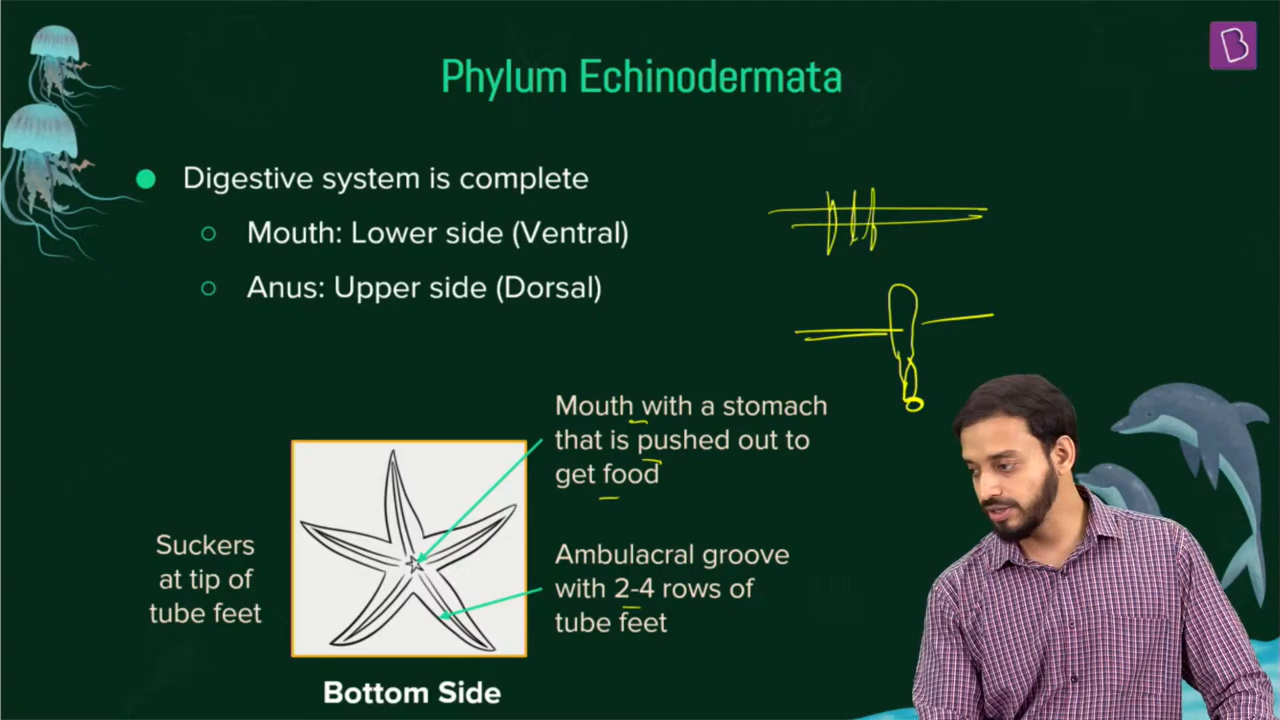 Phylum Echinodermata
Digestive system is complete
Mouth: Lower side (Ventral)
Anus: Upper side (Dorsal)
Mouth with a stomach
that is pushed out to
get food
Suckers
at tip of
tube feet
Ambulacral groove
with 2-4 rows of
tube feet
Bottom Side
B